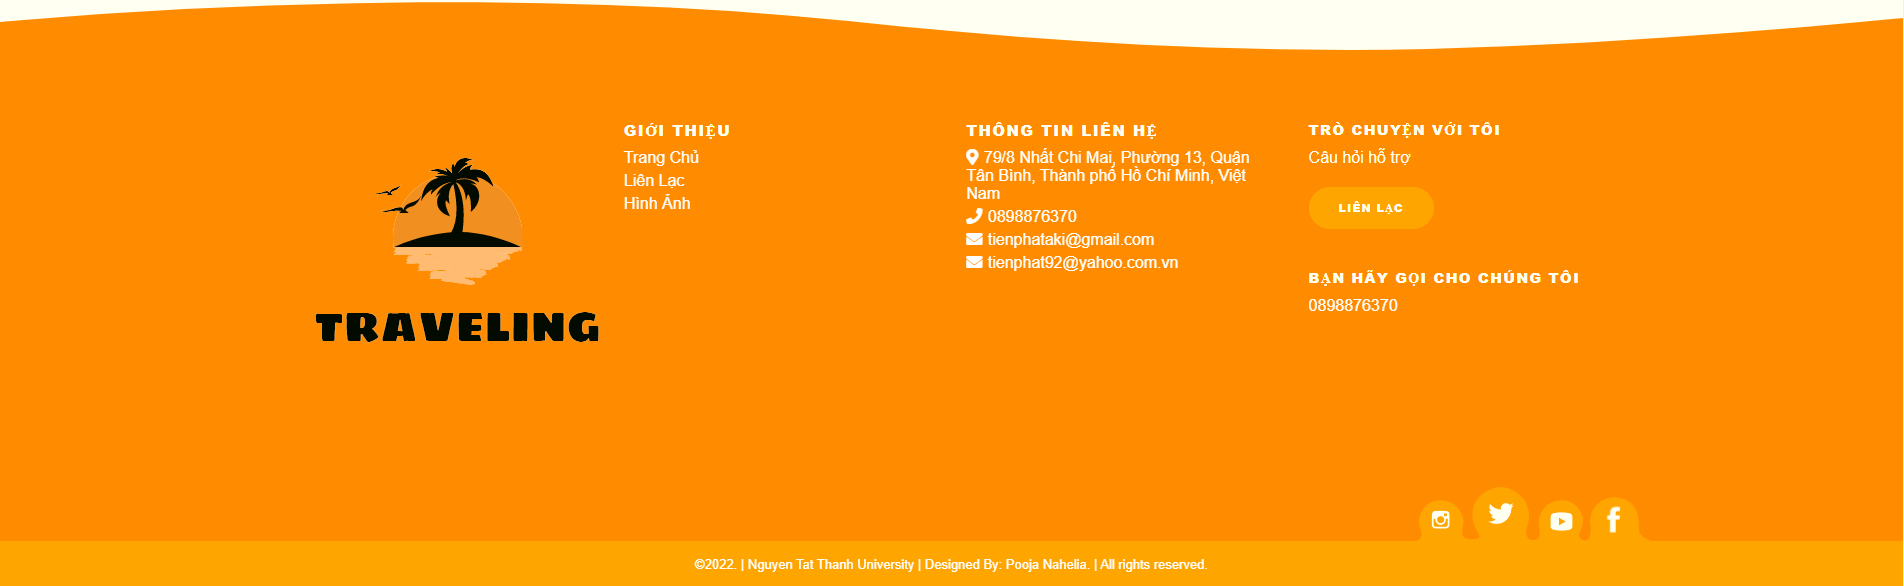 TRAVELING
GIỚI THIỆU
Trang Chủ
Liên Lạc
Hình Ảnh
THÔNG TIN LIÊN HỆ
79/8 Nhất Chi Mai, Phường 13, Quận
Tân Bình, Thành phố Hồ Chí Minh, Việt
Nam
0898876370
tienphataki@gmail.com
tienphat92@yahoo.com.vn
TRÒ CHUYỆN VỚI TÔI
Câu hỏi hỗ trợ
LIÊN LẠC
BẠN HÃY GỌI CHO CHÚNG TÔI
0898876370
©2022. | Nguyen Tat Thanh University | Designed By: Pooja Nahelia. | All rights reserved.